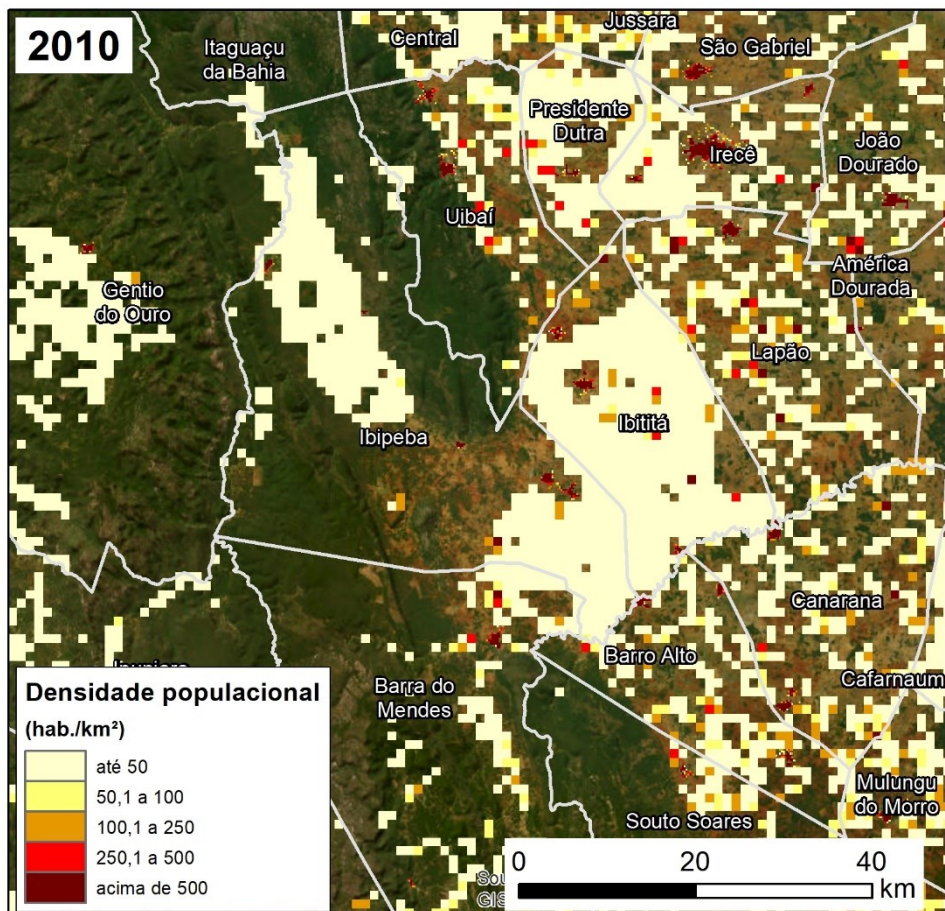 2010
Itaguaçu
da Bahia
Central
Jussara
São Gabriel
Presidente
Dutra
Irecê
João
Dourado
Uibaí
América
Dourada
Gentio
do Ouro
Lapão
Ibipeba
Ibititá
Canarana
Barro Alto
Cafarnaum
Barra do
Mendes
Mulungu
do Morro
Souto Soares
Densidade populacional
(hab./km²)
até 50
50,1 a 100
100,1 a 250
250,1 a 500
acima de 500
0 20 40
km